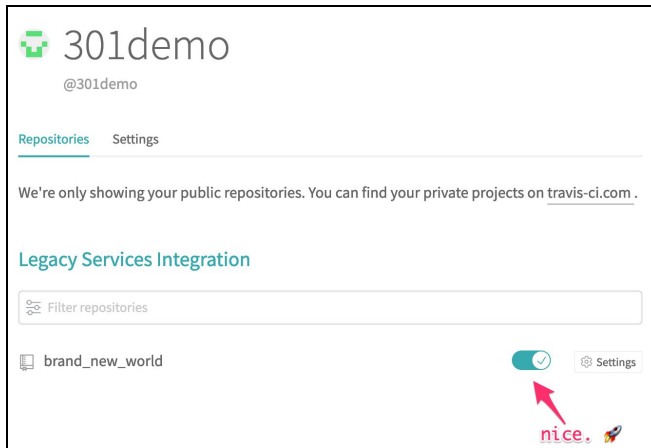 301demo
@301demo
Repositories Settings
We're only showing your public repositories. You can find your private projects on travis-ci.com .
Legacy Services Integration
Filter repositories
brand_new_world Settings
nice. 🚀